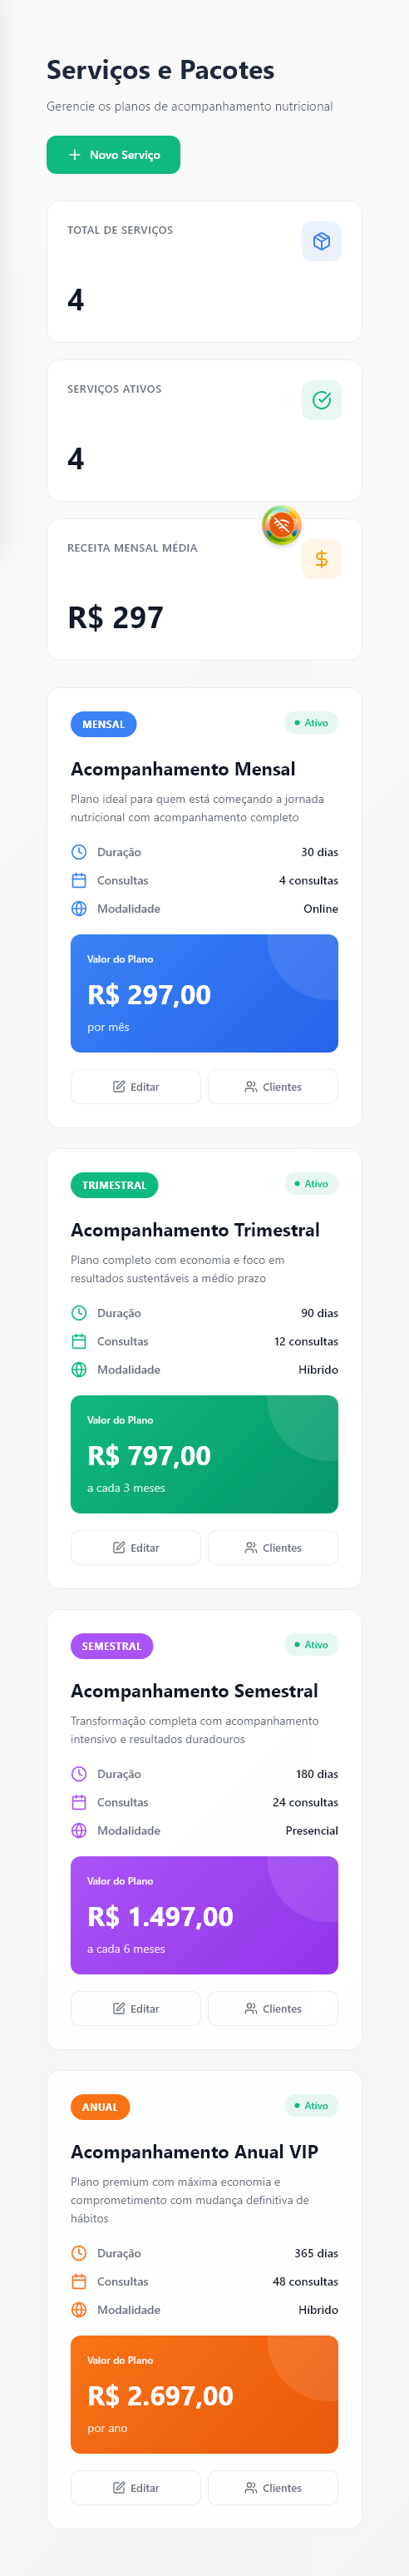 Serviços e Pacotes
Gerencie os planos de acompanhamento nutricional
Novo Serviço
TOTAL DE SERVIÇOS
4
SERVIÇOS ATIVOS
4
RECEITA MENSAL MÉDIA
R$ 297
MENSAL
Ativo
Acompanhamento Mensal
Plano ideal para quem está começando a jornada
nutricional com acompanhamento completo
Duração 30 dias
Consultas 4 consultas
Modalidade Online
Valor do Plano
R$ 297,00
por mês
Editar Clientes
TRIMESTRAL
Ativo
Acompanhamento Trimestral
Plano completo com economia e foco em
resultados sustentáveis a médio prazo
Duração 90 dias
Consultas 12 consultas
Modalidade Híbrido
Valor do Plano
R$ 797,00
a cada 3 meses
Editar Clientes
SEMESTRAL
Ativo
Acompanhamento Semestral
Transformação completa com acompanhamento
intensivo e resultados duradouros
Duração 180 dias
Consultas 24 consultas
Modalidade Presencial
Valor do Plano
R$ 1.497,00
a cada 6 meses
Editar Clientes
ANUAL
Ativo
Acompanhamento Anual VIP
Plano premium com máxima economia e
comprometimento com mudança definitiva de
hábitos
Duração 365 dias
Consultas 48 consultas
Modalidade Híbrido
Valor do Plano
R$ 2.697,00
por ano
Editar Clientes